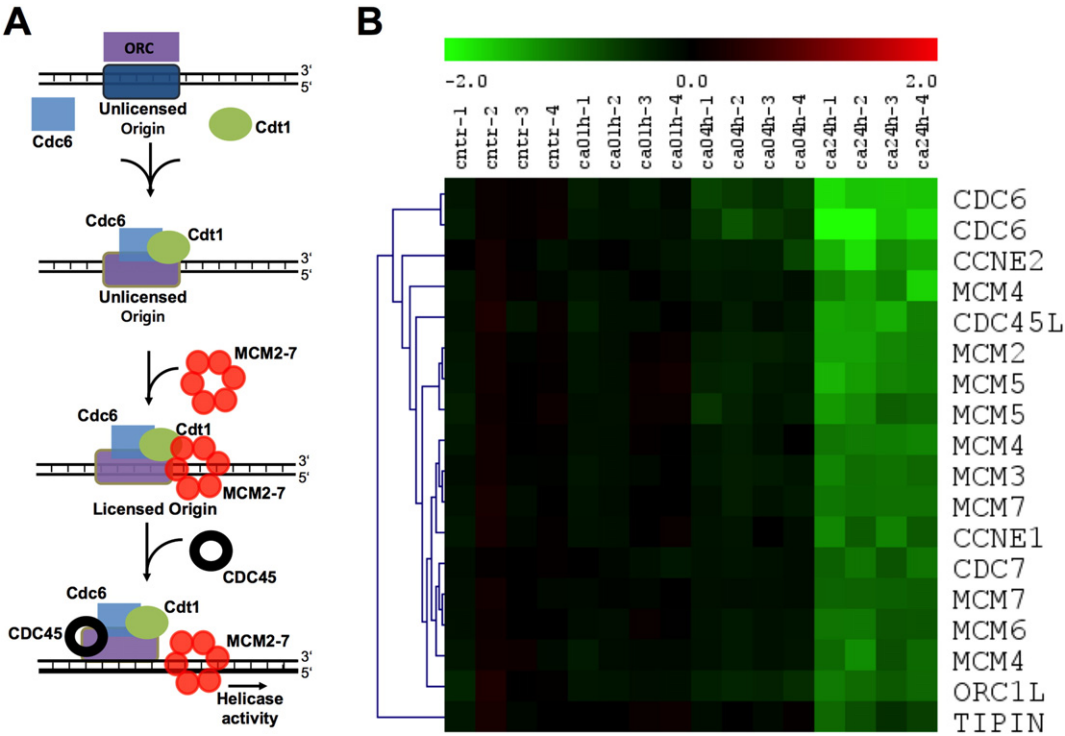 A
ORC
3'
5'
Unlicensed
Origin
Cdc6
Cdt1
Cdc6
Cdt1
3'
5'
Unlicensed
Origin
MCM2-7
Cdc6
Cdt1
3'
5'
MCM2-7
Licensed Origin
CDC45
Cdc6
Cdt1
CDC45
MCM2-7
3'
5'
Helicase
activity
B
-2.0 0.0 2.0
cntr-1
cntr-2
cntr-3
cntr-4
ca01h-1
ca01h-2
ca01h-3
ca01h-4
ca04h-1
ca04h-2
ca04h-3
ca04h-4
ca24h-1
ca24h-2
ca24h-3
ca24h-4
CDC6
CDC6
CCNE2
MCM4
CDC45L
MCM2
MCM5
MCM5
MCM4
MCM3
MCM7
CCNE1
CDC7
MCM7
MCM6
MCM4
ORC1L
TIPIN